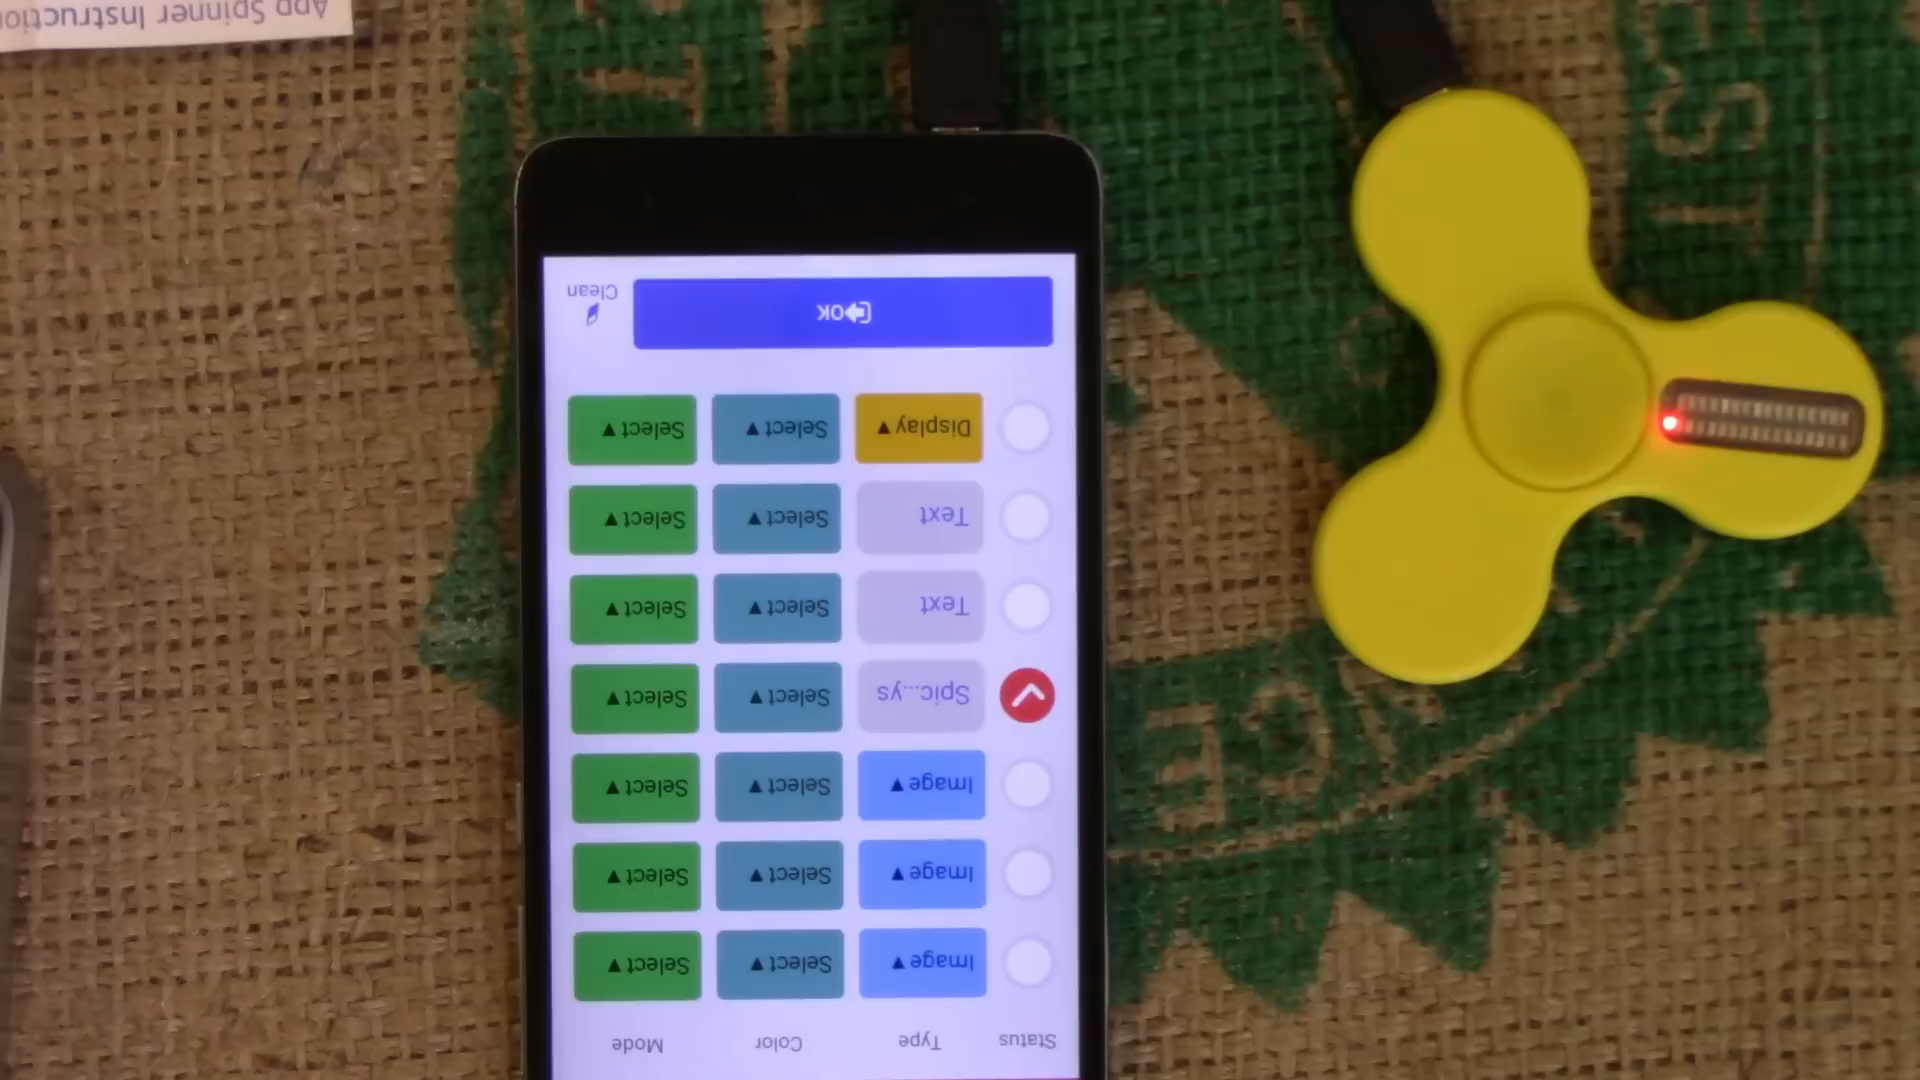 App Spinner Instruction
Status Type Color Mode
Image Select Select
Image Select Select
Image Select Select
Spic...ys Select Select
Text Select Select
Text Select Select
Display Select Select
OK
Clean